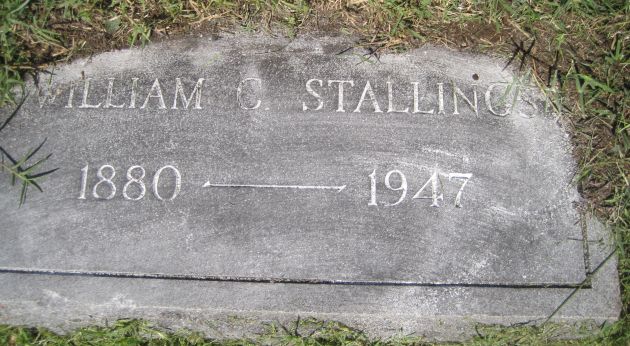 WILLIAM C. STALLINGS
1880 — 1947